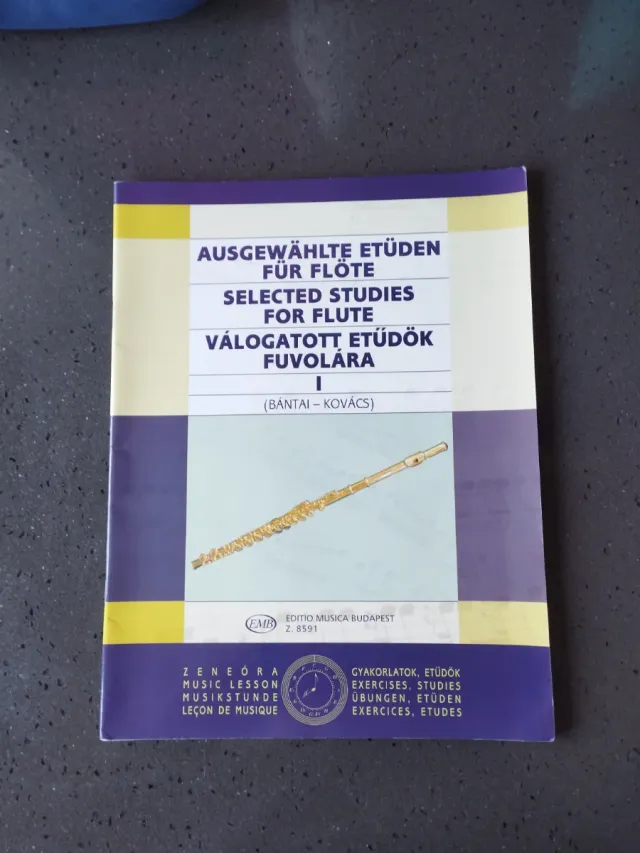 AUSGEWÄHLTE ETÜDEN
FÜR FLÖTE
SELECTED STUDIES
FOR FLUTE
VÁLOGATOTT ETŰDÖK
FUVOLÁRA
I
(BÁNTAI – KOVÁCS)
EMB
EDITIO MUSICA BUDAPEST
Z. 8591
ZENEÓRA
MUSIC LESSON
MUSIKSTUNDE
LEÇON DE MUSIQUE
GYAKORLATOK, ETŰDÖK
EXERCISES, STUDIES
ÜBUNGEN, ETÜDEN
EXERCICES, ETUDES